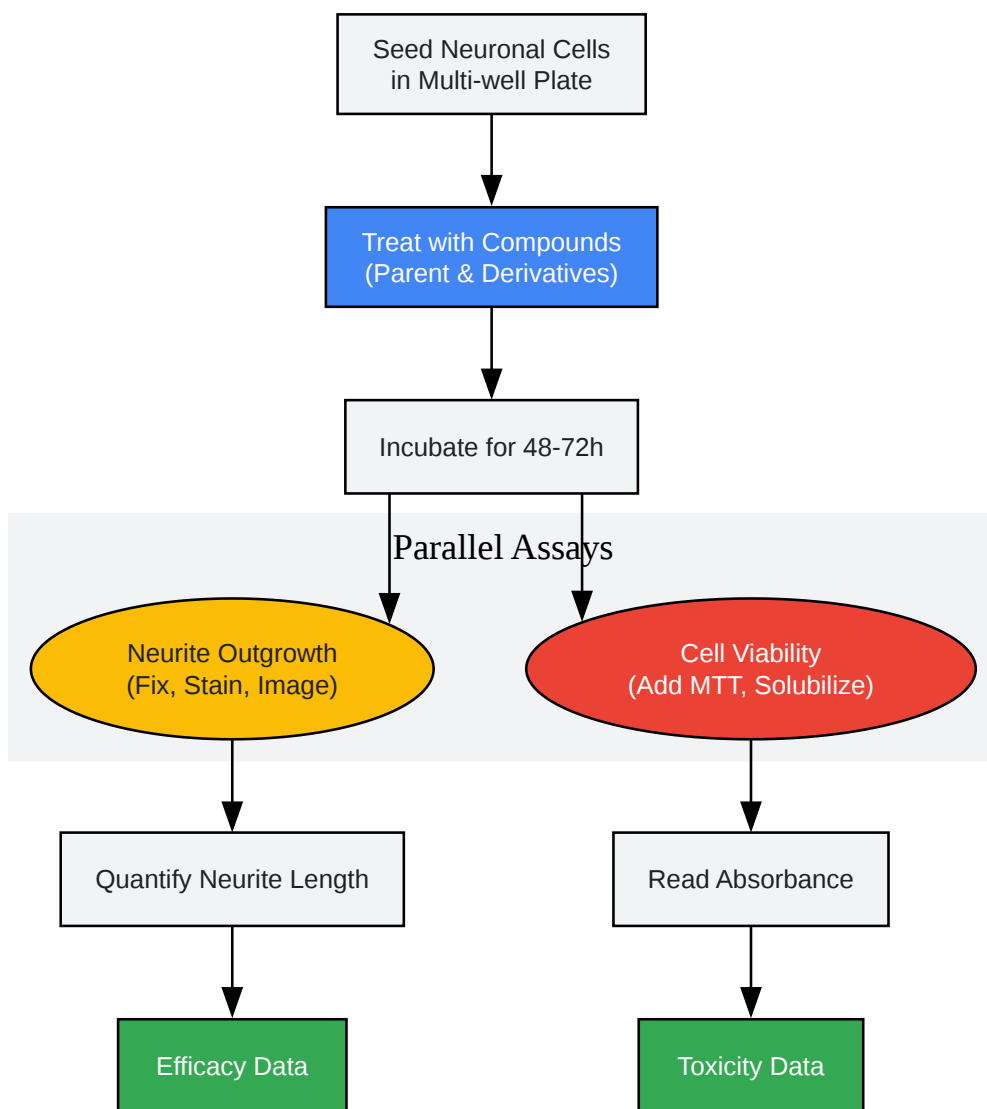 Seed Neuronal Cells
in Multi-well Plate
Treat with Compounds
(Parent & Derivatives)
Incubate for 48-72h
Parallel Assays
Neurite Outgrowth
(Fix, Stain, Image)
Cell Viability
(Add MTT, Solubilize)
Quantify Neurite Length
Read Absorbance
Efficacy Data
Toxicity Data